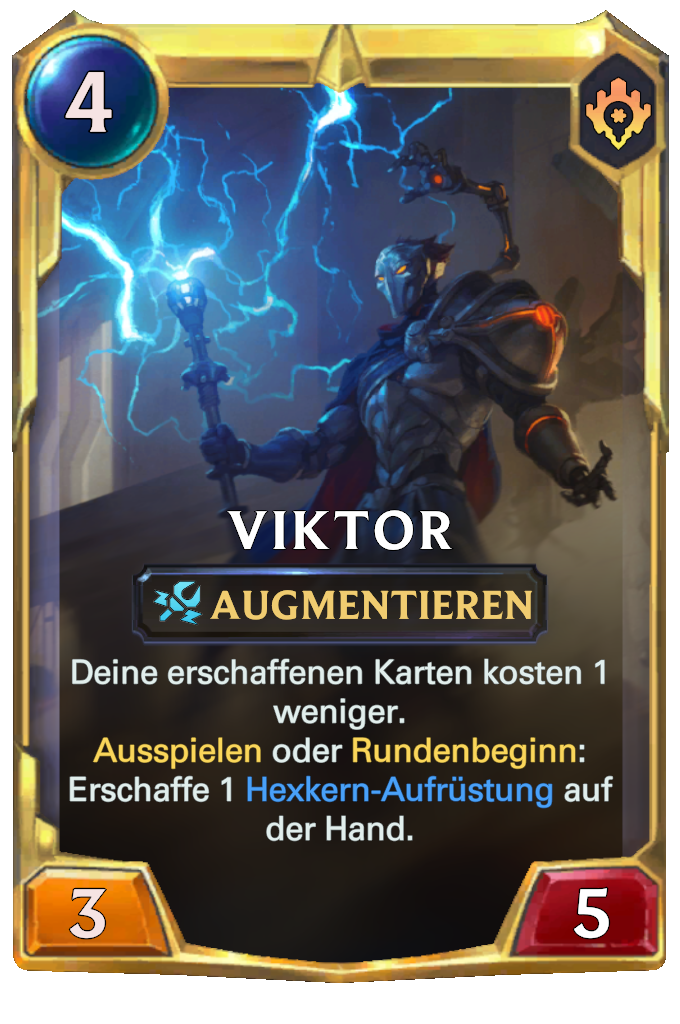 4
VIKTOR
AUGMENTIEREN
Deine erschaffenen Karten kosten 1
weniger.
Ausspielen oder Rundenbeginn:
Erschaffe 1 Hexkern-Aufrüstung auf
der Hand.
3
5